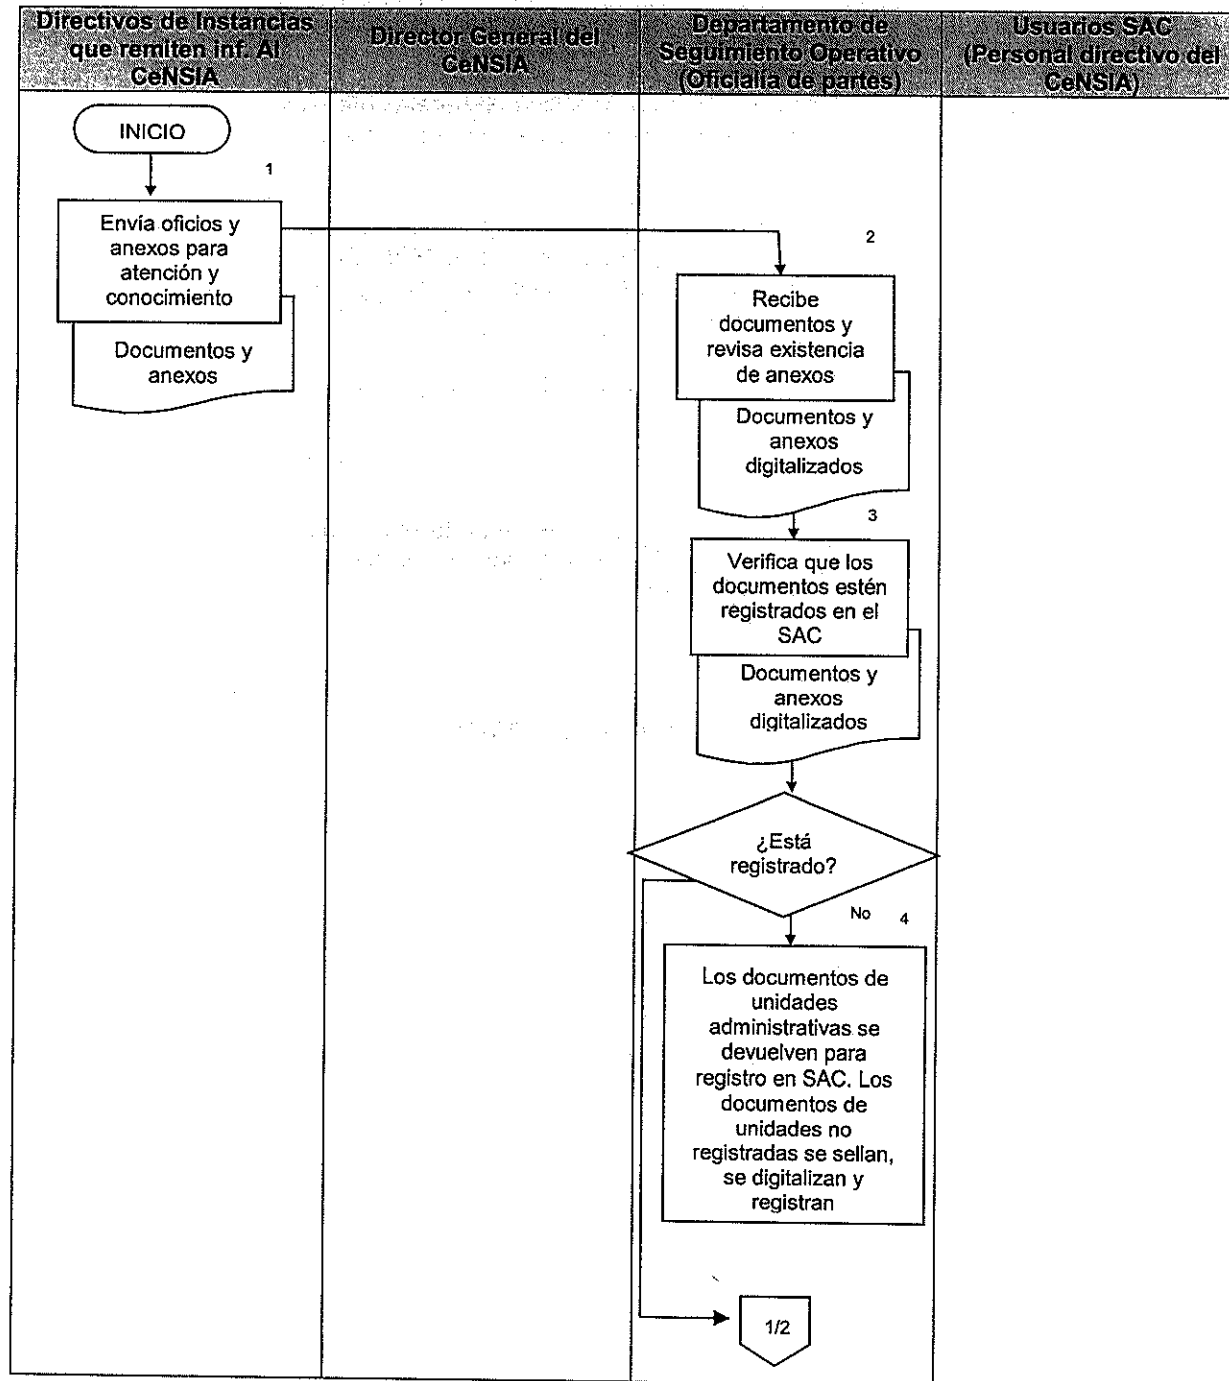 Directivos de Instancias
que remiten inf. Al
CeNSIA
Director General del
CeNSIA
Departamento de
Seguimiento Operativo
(Oficialía de partes)
Usuarios SAC
(Personal directivo del
CeNSIA)
INICIO
1
Envía oficios y
anexos para
atención y
conocimiento
Documentos y
anexos
2
Recibe
documentos y
revisa existencia
de anexos
Documentos y
anexos
digitalizados
3
Verifica que los
documentos estén
registrados en el
SAC
Documentos y
anexos
digitalizados
¿Está
registrado?
No
4
Los documentos de
unidades
administrativas se
devuelven para
registro en SAC. Los
documentos de
unidades no
registradas se sellan,
se digitalizan y
registran
1/2